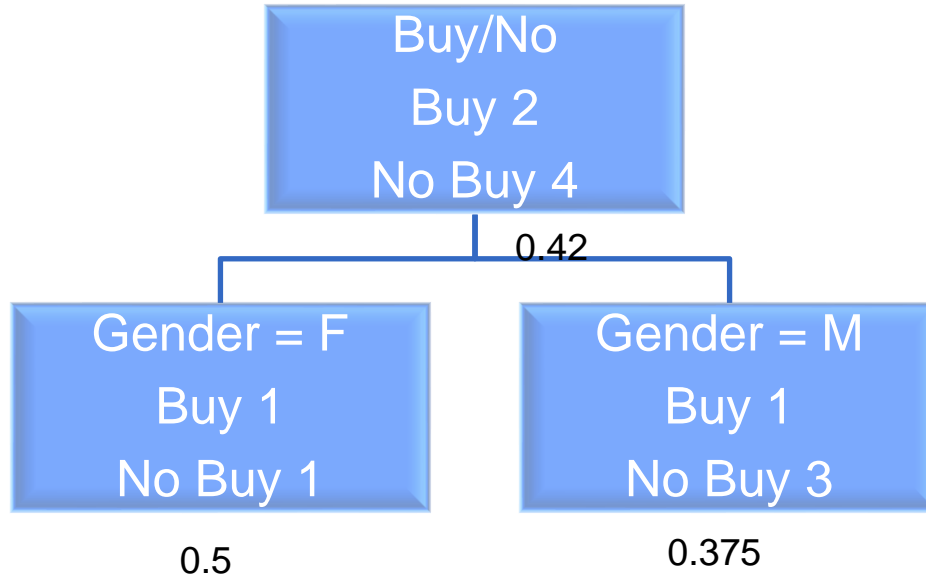 Buy/No
Buy 2
No Buy 4
0.42
Gender = F
Buy 1
No Buy 1
0.5
Gender = M
Buy 1
No Buy 3
0.375